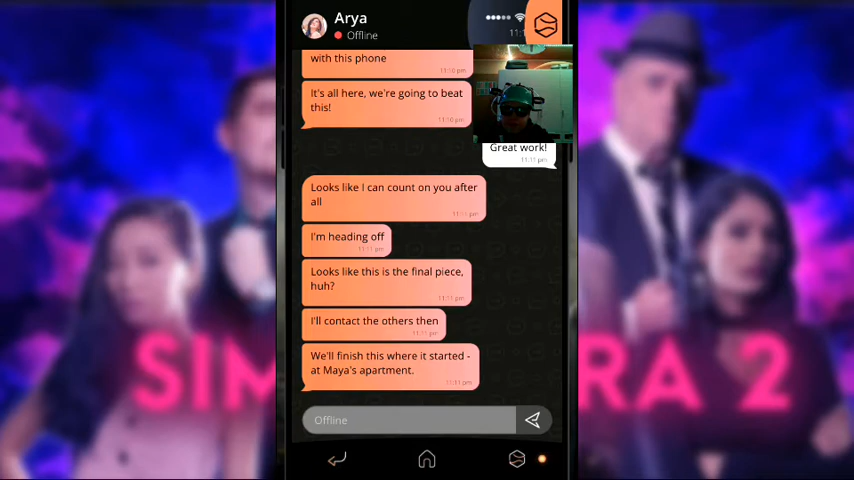 Arya
Offline
11:1
with this phone
11:10 pm
It's all here, we're going to beat
this!
11:10 pm
Great work!
11:11 pm
Looks like I can count on you after
all
11:11 pm
I'm heading off
11:11 pm
Looks like this is the final piece,
huh?
11:11 pm
I'll contact the others then
11:11 pm
We'll finish this where it started -
at Maya's apartment.
11:11 pm
Offline
SIM
RA 2